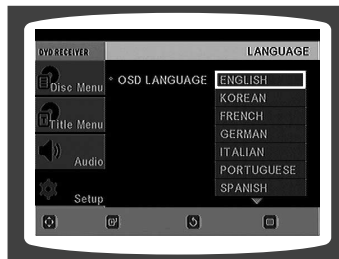 DVD RECEIVER
LANGUAGE
Disc Menu
Title Menu
Audio
Setup
OSD LANGUAGE
ENGLISH
KOREAN
FRENCH
GERMAN
ITALIAN
PORTUGUESE
SPANISH